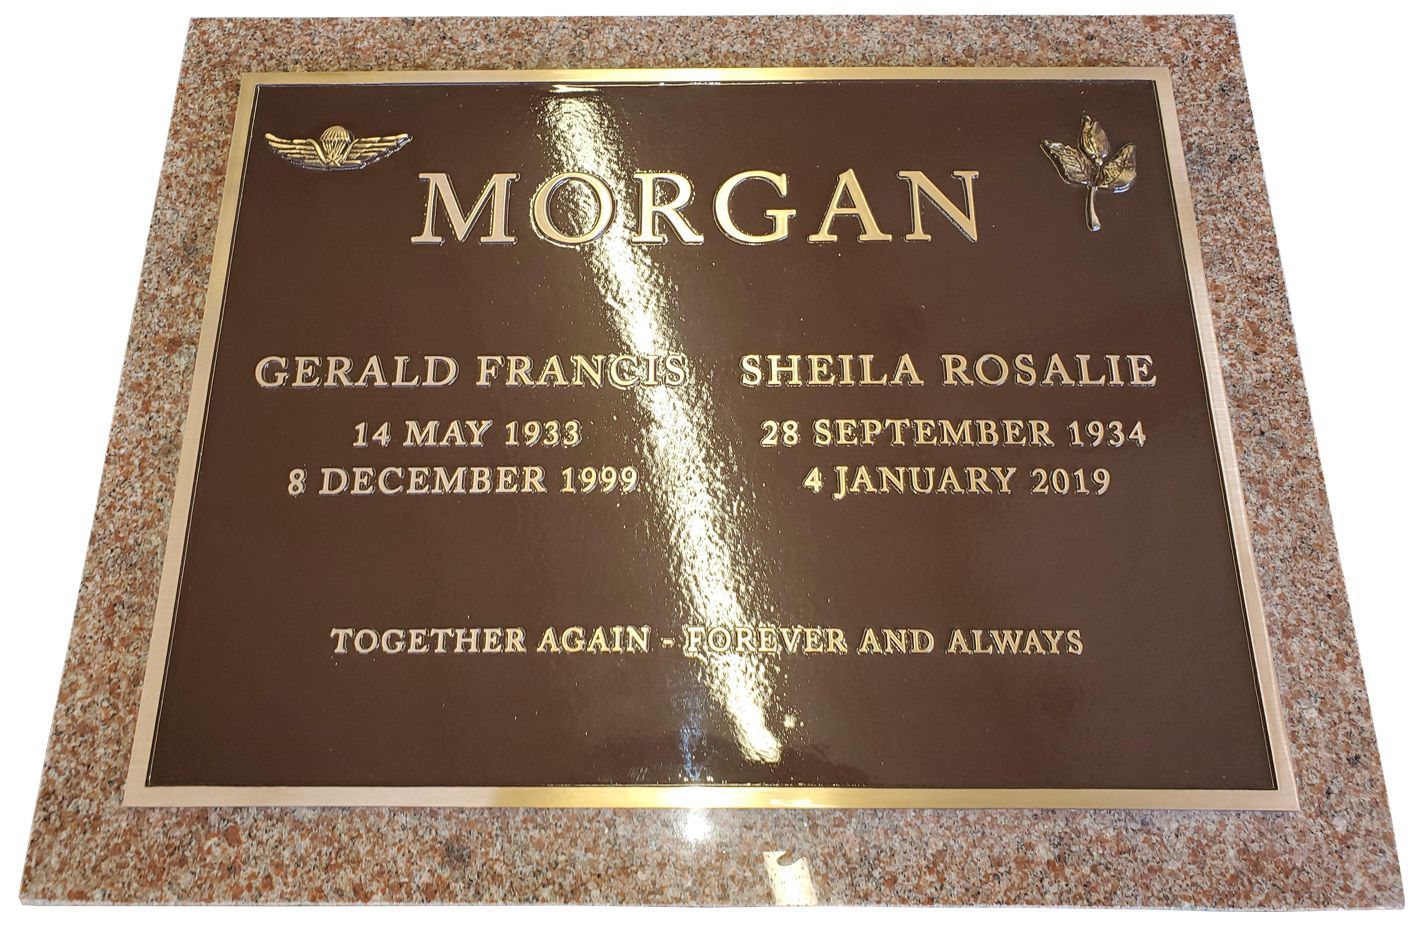 MORGAN
GERALD FRANCIS SHEILA ROSALIE
14 MAY 1933 28 SEPTEMBER 1934
8 DECEMBER 1999 4 JANUARY 2019
TOGETHER AGAIN - FOREVER AND ALWAYS